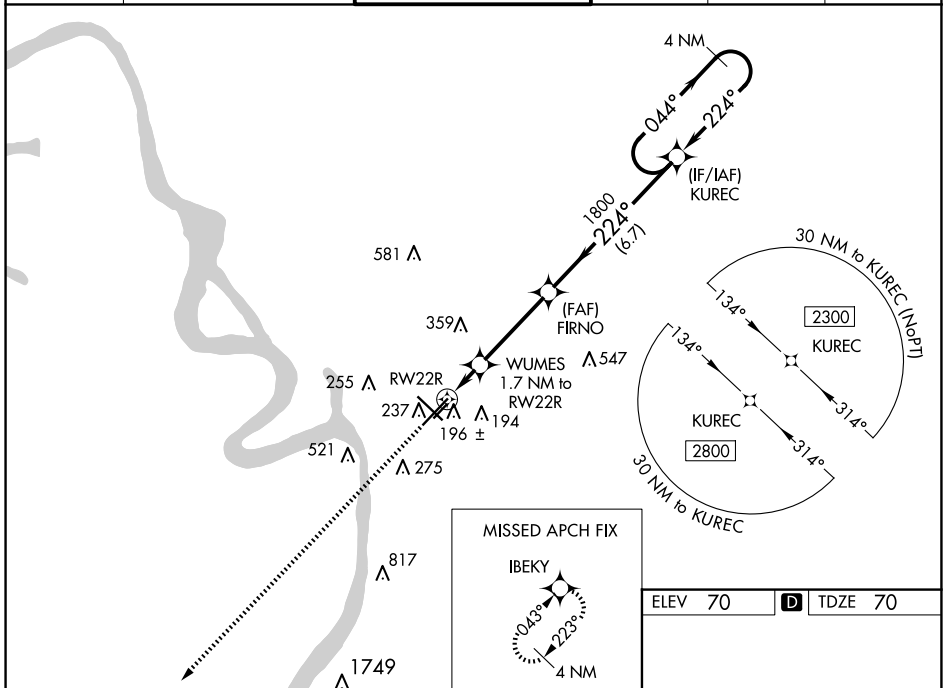 4 NM
044°
224°
(IF/IAF)
KUREC
1800
224°
(6.7)
581
30 NM to KUREC (NoPT)
134°
2300
KUREC
314°
(FAF)
FIRNO
359
134°
KUREC
2800
314°
30 NM to KUREC
WUMES
1.7 NM to
RW22R
547
255
RW22R
237
196 ±
194
521
275
MISSED APCH FIX
IBEKY
043°
223°
4 NM
817
1749
ELEV 70
D
TDZE 70